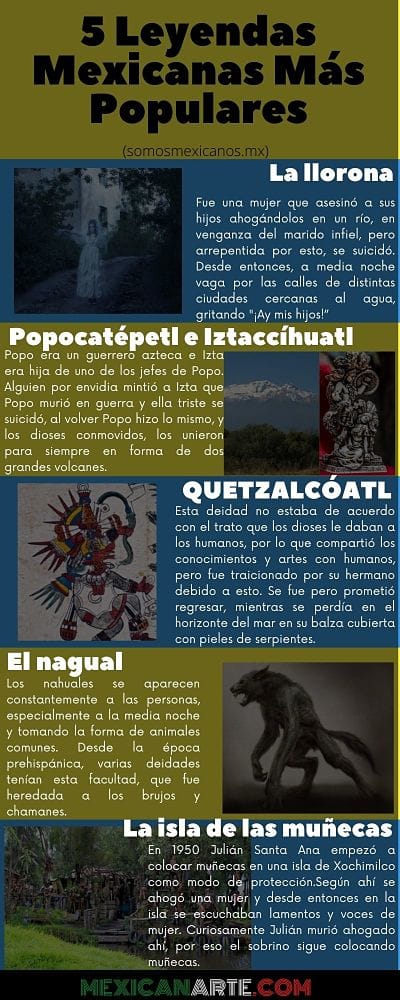 5 Leyendas
Mexicanas Más
Populares
(somosmexicanos.mx)
La llorona
Fue una mujer que asesinó a sus
hijos ahogándolos en un río, en
venganza del marido infiel, pero
arrepentida por esto, se suicidó.
Desde entonces, a media noche
vaga por las calles de distintas
ciudades cercanas al agua,
gritando "¡Ay mis hijos!"
Popocatépetl e Iztaccíhuatl
Popo era un guerrero azteca e Izta
era hija de uno de los jefes de Popo.
Alguien por envidia mintió a Izta que
Popo murió en guerra y ella triste se
suicidó, al volver Popo hizo lo mismo, y
los dioses conmovidos, los unieron
para siempre en forma de dos
grandes volcanes.
QUETZALCÓATL
Esta deidad no estaba de acuerdo
con el trato que los dioses le daban a
los humanos, por lo que compartió los
conocimientos y artes con humanos,
pero fue traicionado por su hermano
debido a esto. Se fue pero prometió
regresar, mientras se perdía en el
horizonte del mar en su balza cubierta
con pieles de serpientes.
El nagual
Los nahuales se aparecen
constantemente a las personas,
especialmente a la media noche
y tomando la forma de animales
comunes. Desde la época
prehispánica, varias deidades
tenían esta facultad, que fue
heredada a los brujos y
chamanes.
La isla de las muñecas
En 1950 Julián Santa Ana empezó a
colocar muñecas en una isla de Xochimilco
como modo de protección.Según ahí se
ahogó una mujer y desde entonces en la
isla se escuchaban lamentos y voces de
mujer. Curiosamente Julián murió ahogado
ahí, por eso el sobrino sigue colocando
muñecas.
MEXICANARTE.COM